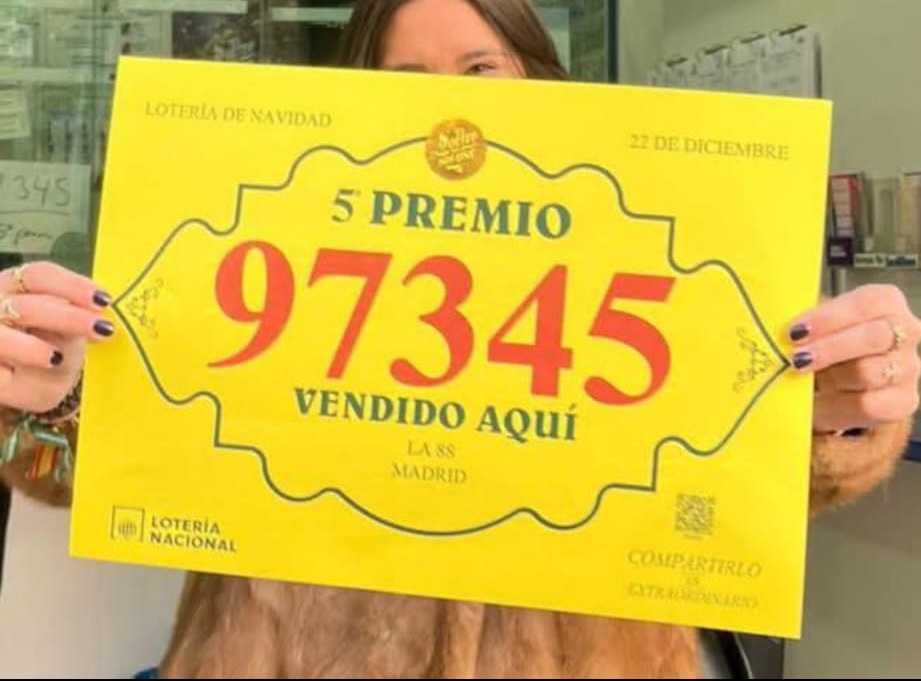 LOTERÍA DE NAVIDAD
22 DE DICIEMBRE
5º PREMIO
97345
VENDIDO AQUÍ
LA 88
MADRID
LOTERÍA
NACIONAL
COMPARTIRLO
ES
EXTRAORDINARIO
345